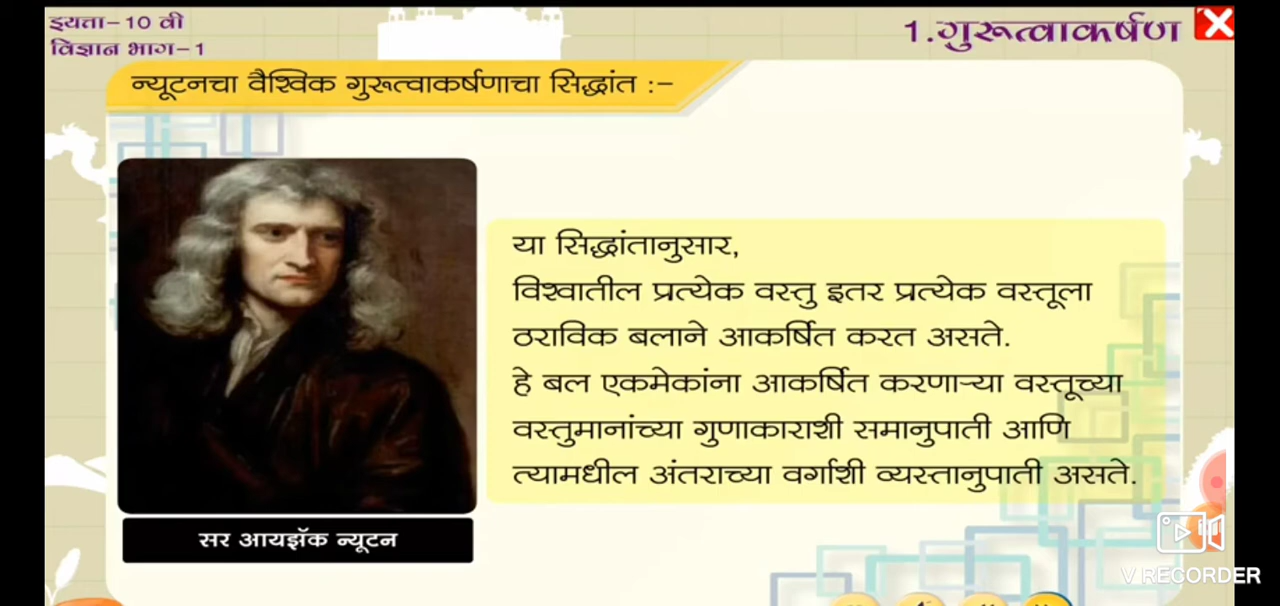 इयत्ता-10 वी
विज्ञान भाग-1
1.गुरूत्वाकर्षण
न्यूटनचा वैश्विक गुरूत्वाकर्षणाचा सिद्धांत :-
या सिद्धांतानुसार,
विश्वातील प्रत्येक वस्तु इतर प्रत्येक वस्तूला
ठराविक बलाने आकर्षित करत असते.
हे बल एकमेकांना आकर्षित करणाऱ्या वस्तूच्या
वस्तुमानांच्या गुणाकाराशी समानुपाती आणि
त्यामधील अंतराच्या वर्गाशी व्यस्तानुपाती असते.
सर आयझॅक न्यूटन
V RECORDER